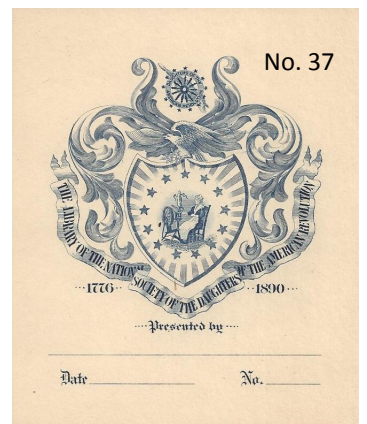 No. 37
THE LIBRARY OF THE NATIONAL SOCIETY OF THE DAUGHTERS OF THE AMERICAN REVOLUTION
1776
1890
Presented by
Date
No.